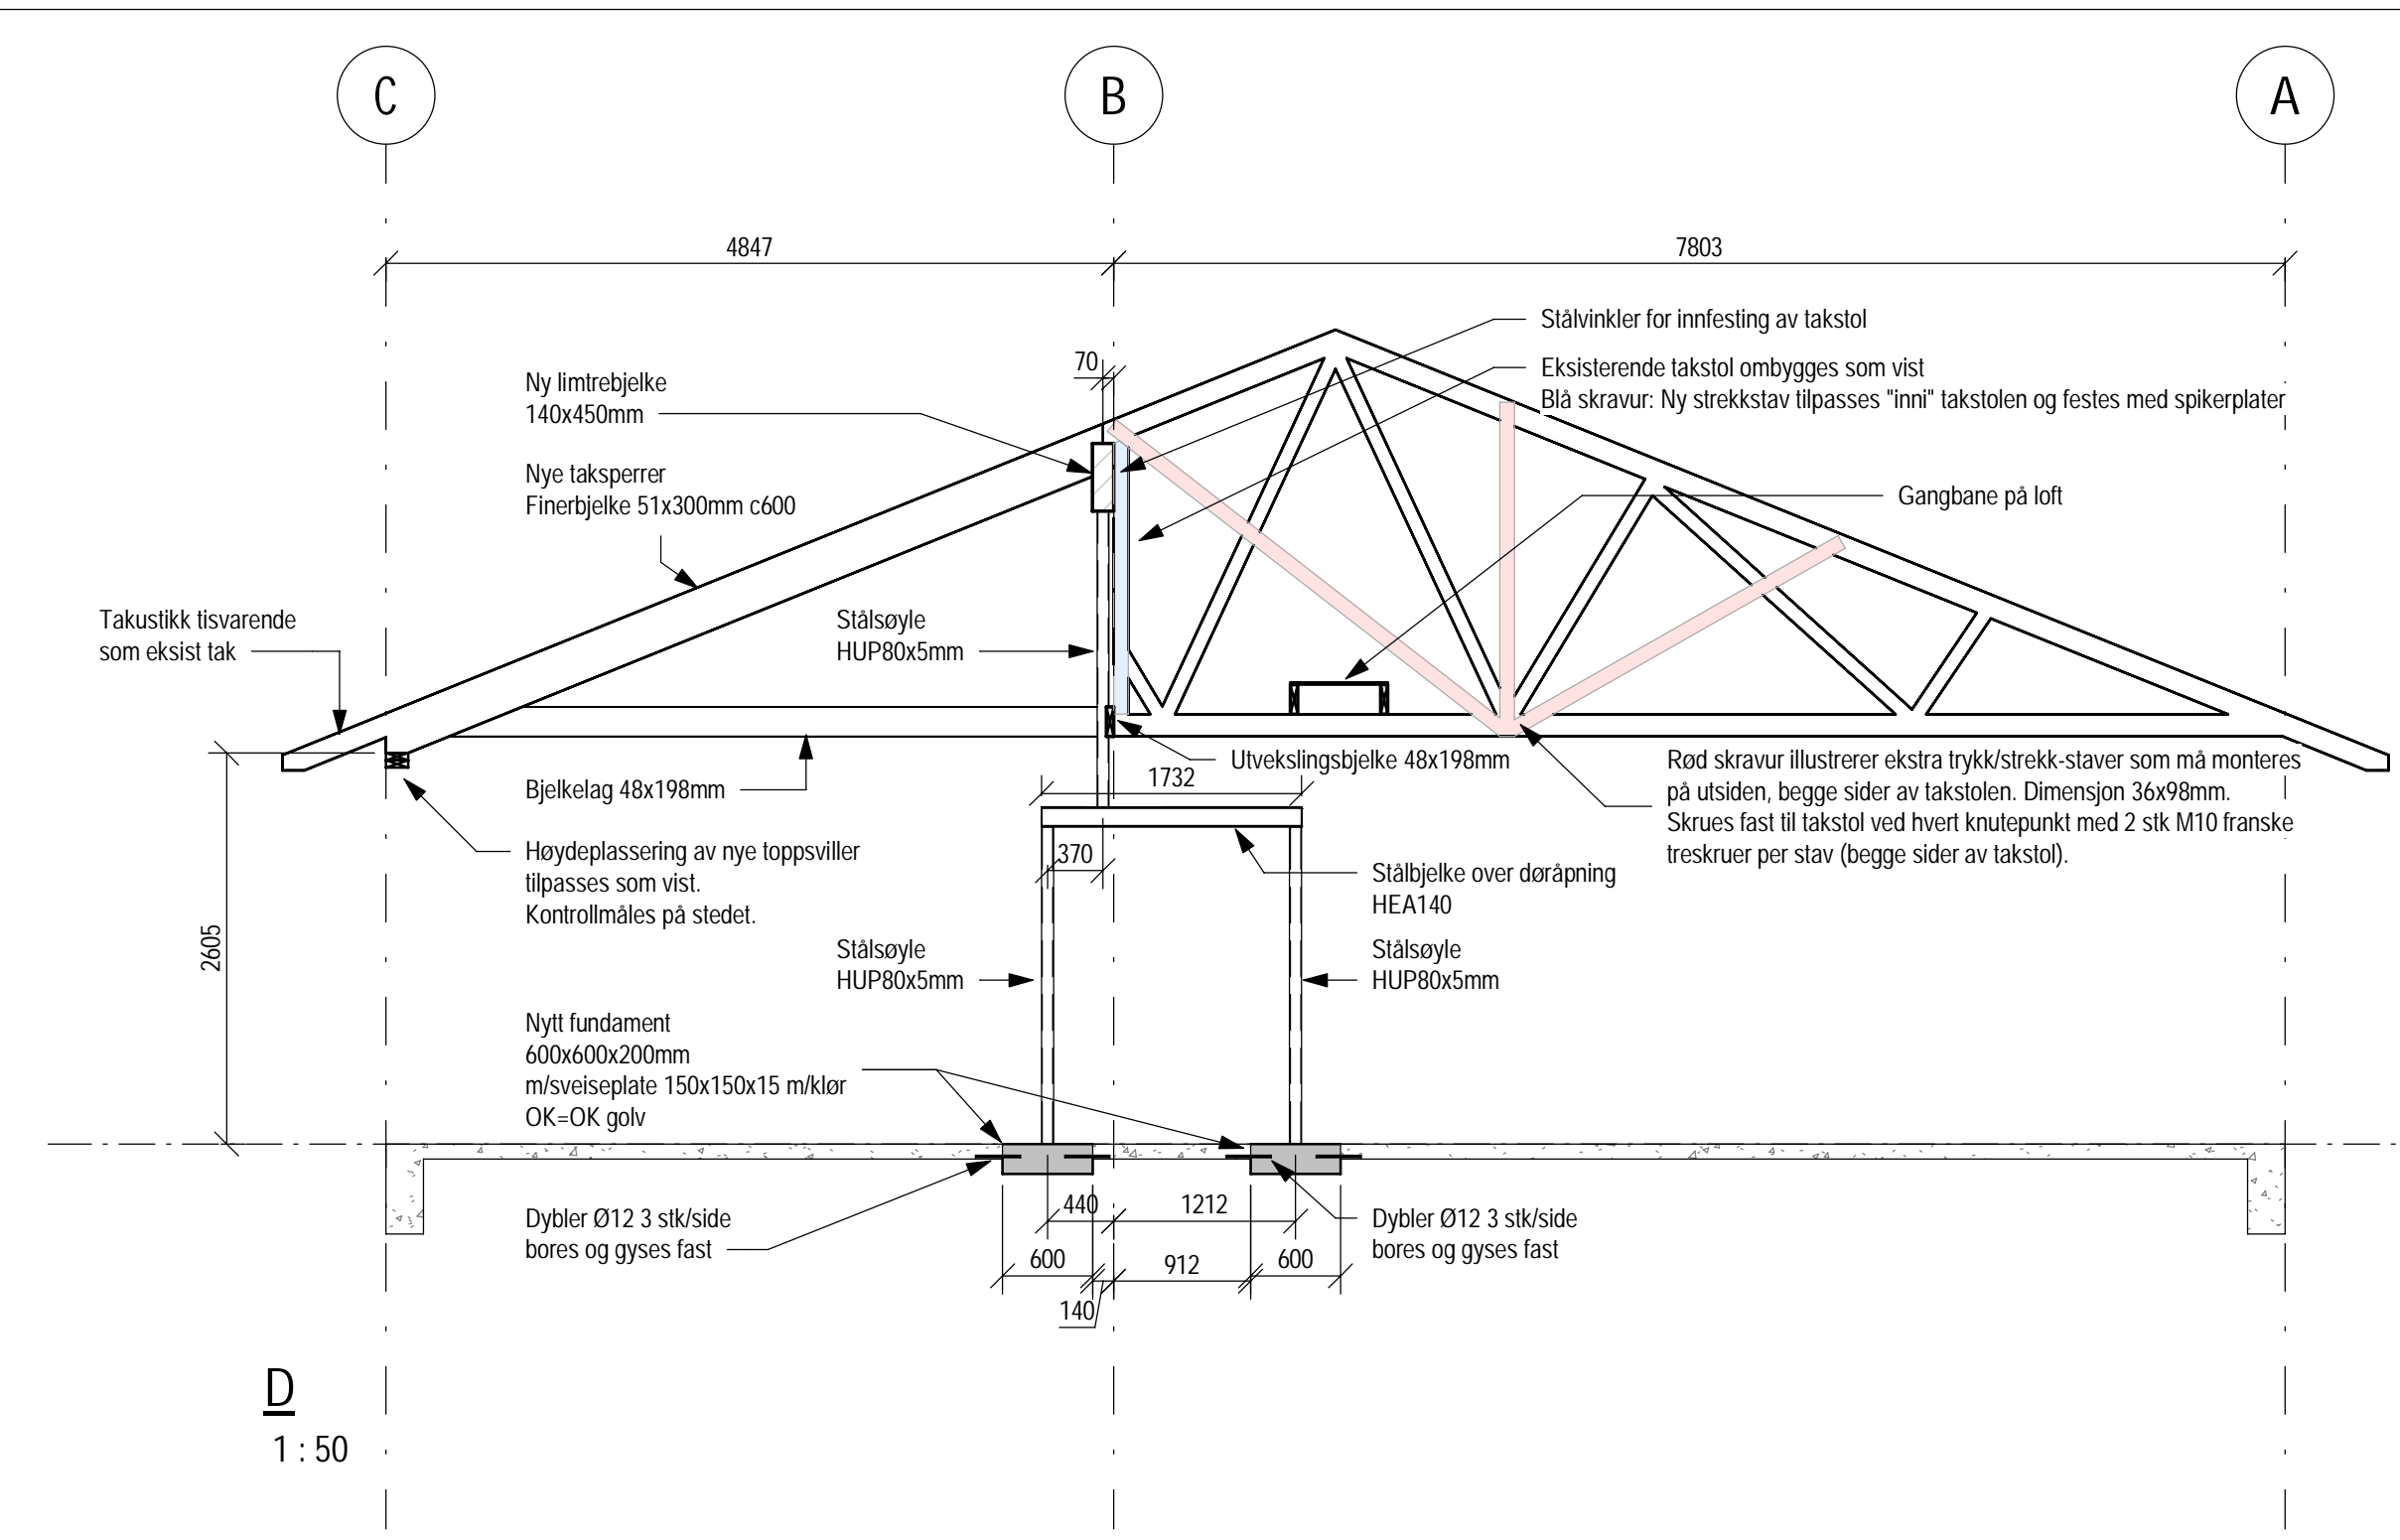 C
B
A
4847
7803
Stålvinkler for innfesting av takstol
70
Eksisterende takstol ombygges som vist
Blå skravur: Ny strekkstav tilpasses "inni" takstolen og festes med spikerplater
Ny limtrebjelke
140x450mm
Nye taksperrer
Finerbjelke 51x300mm c600
Gangbane på loft
Takustikk tisvarende
som eksist tak
Stålsøyle
HUP80x5mm
Utvekslingsbjelke 48x198mm
1732
Bjelkelag 48x198mm
Rød skravur illustrerer ekstra trykk/strekk-staver som må monteres
på utsiden, begge sider av takstolen. Dimensjon 36x98mm.
Skrues fast til takstol ved hvert knutepunkt med 2 stk M10 franske
treskruer per stav (begge sider av takstol).
Høydeplassering av nye toppsviller
tilpasses som vist.
Kontrollmåles på stedet.
370
Stålbjelke over døråpning
HEA140
2605
Stålsøyle
HUP80x5mm
Stålsøyle
HUP80x5mm
Nytt fundament
600x600x200mm
m/sveiseplate 150x150x15 m/klør
OK=OK golv
440
1212
Dybler Ø12 3 stk/side
bores og gyses fast
Dybler Ø12 3 stk/side
bores og gyses fast
600
912
600
140
D
1 : 50